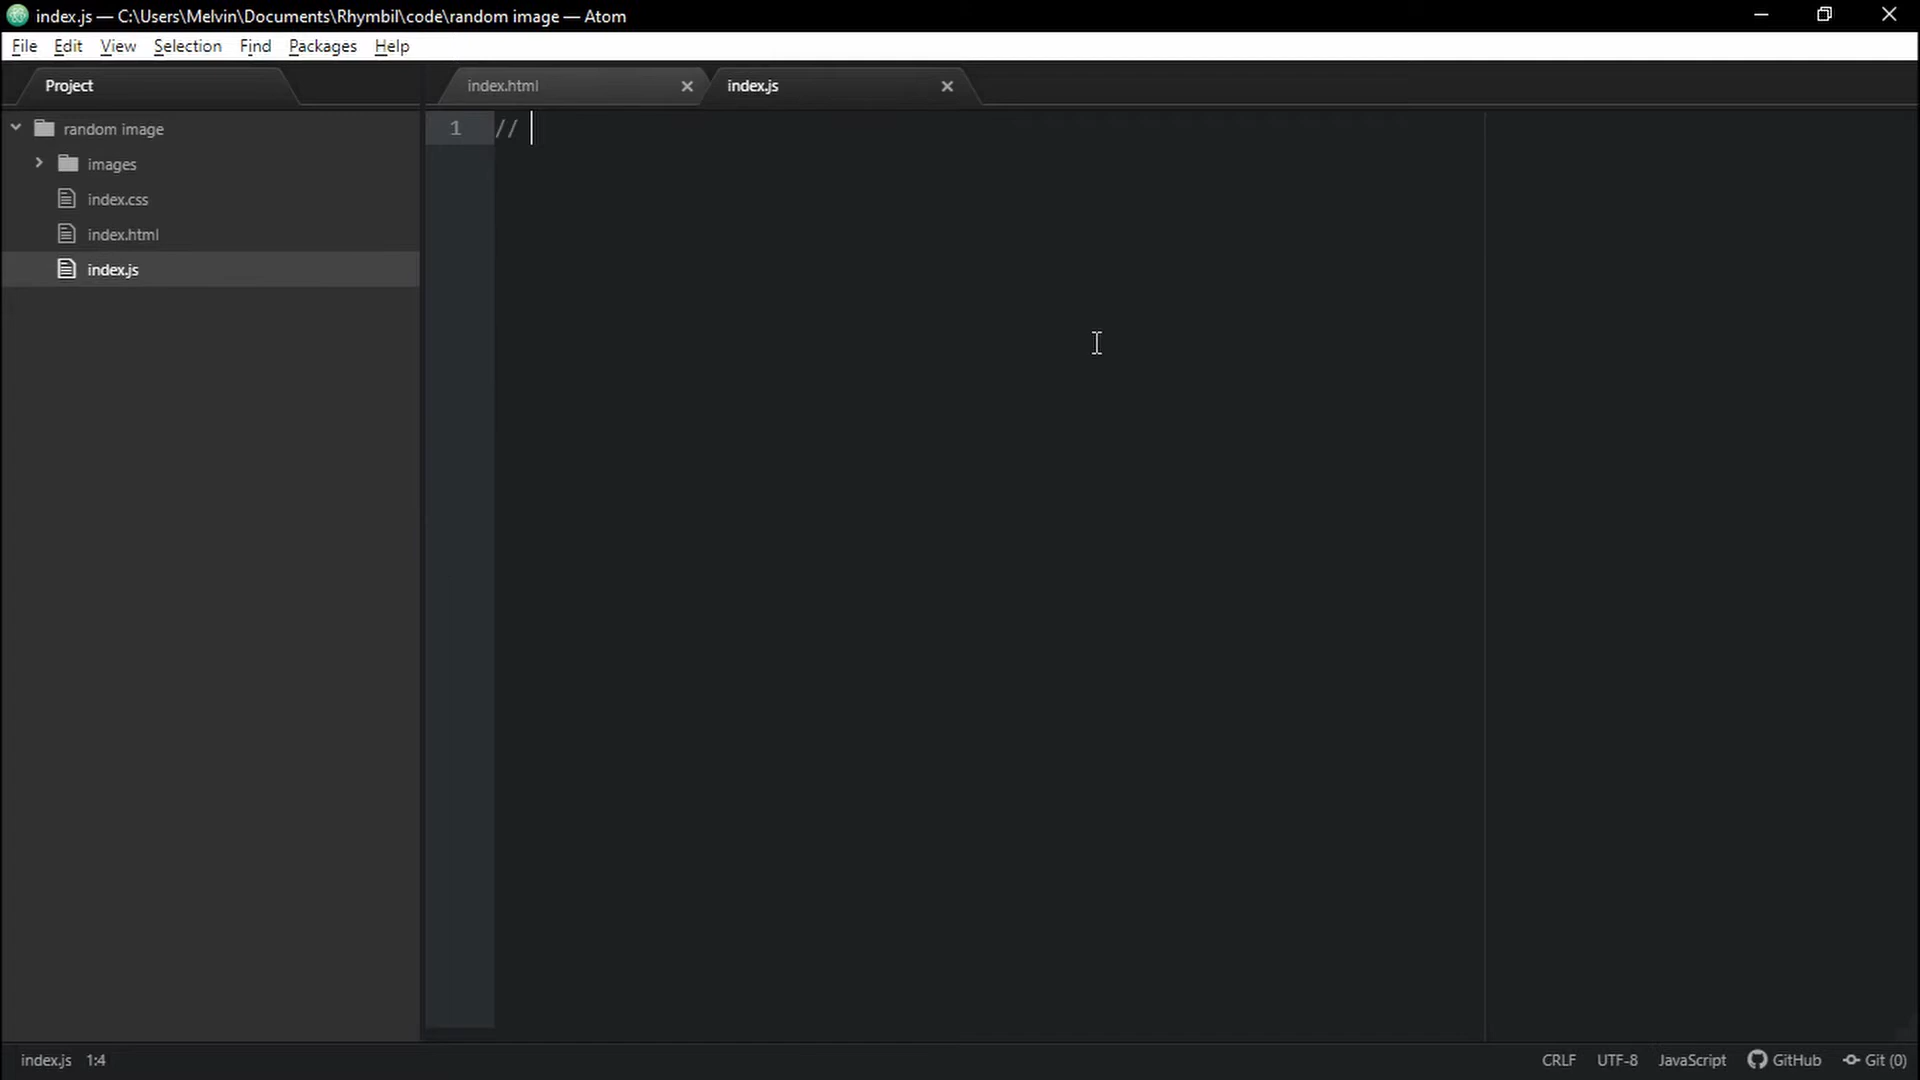 index.js — C:\Users\Melvin\Documents\Rhymbil\code\random image — Atom
File Edit View Selection Find Packages Help
Project
index.html
index.js
random image
images
index.css
index.html
index.js
1 //
index.js 1:4
CRLF UTF-8 JavaScript GitHub Git (0)